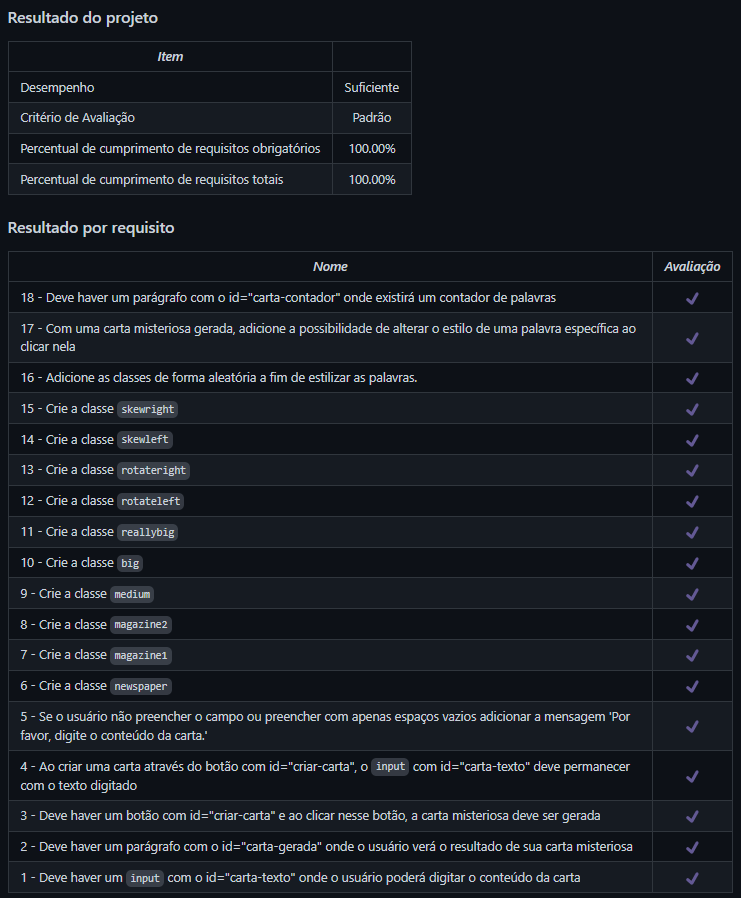 Resultado do projeto
Item
Desempenho Suficiente
Critério de Avaliação Padrão
Percentual de cumprimento de requisitos obrigatórios 100.00%
Percentual de cumprimento de requisitos totais 100.00%
Resultado por requisito
Nome Avaliação
18 - Deve haver um parágrafo com o id="carta-contador" onde existirá um contador de palavras
17 - Com uma carta misteriosa gerada, adicione a possibilidade de alterar o estilo de uma palavra específica ao
clicar nela
16 - Adicione as classes de forma aleatória a fim de estilizar as palavras.
15 - Crie a classe skewright
14 - Crie a classe skewleft
13 - Crie a classe rotateright
12 - Crie a classe rotateleft
11 - Crie a classe reallybig
10 - Crie a classe big
9 - Crie a classe medium
8 - Crie a classe magazine2
7 - Crie a classe magazine1
6 - Crie a classe newspaper
5 - Se o usuário não preencher o campo ou preencher com apenas espaços vazios adicionar a mensagem 'Por
favor, digite o conteúdo da carta.'
4 - Ao criar uma carta através do botão com id="criar-carta", o input com id="carta-texto" deve permanecer
com o texto digitado
3 - Deve haver um botão com id="criar-carta" e ao clicar nesse botão, a carta misteriosa deve ser gerada
2 - Deve haver um parágrafo com o id="carta-gerada" onde o usuário verá o resultado de sua carta misteriosa
1 - Deve haver um input com o id="carta-texto" onde o usuário poderá digitar o conteúdo da carta